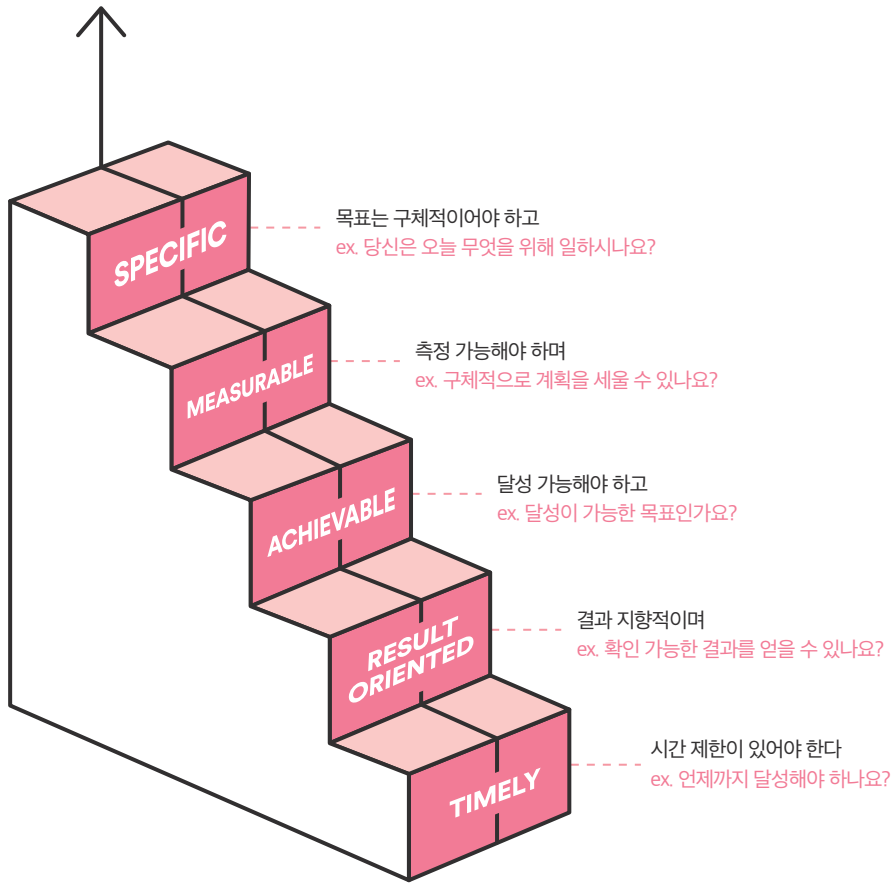 SPECIFIC
목표는 구체적이어야 하고
ex. 당신은 오늘 무엇을 위해 일하시나요?
MEASURABLE
측정 가능해야 하며
ex. 구체적으로 계획을 세울 수 있나요?
ACHIEVABLE
달성 가능해야 하고
ex. 달성이 가능한 목표인가요?
RESULT
ORIENTED
결과 지향적이며
ex. 확인 가능한 결과를 얻을 수 있나요?
TIMELY
시간 제한이 있어야 한다
ex. 언제까지 달성해야 하나요?